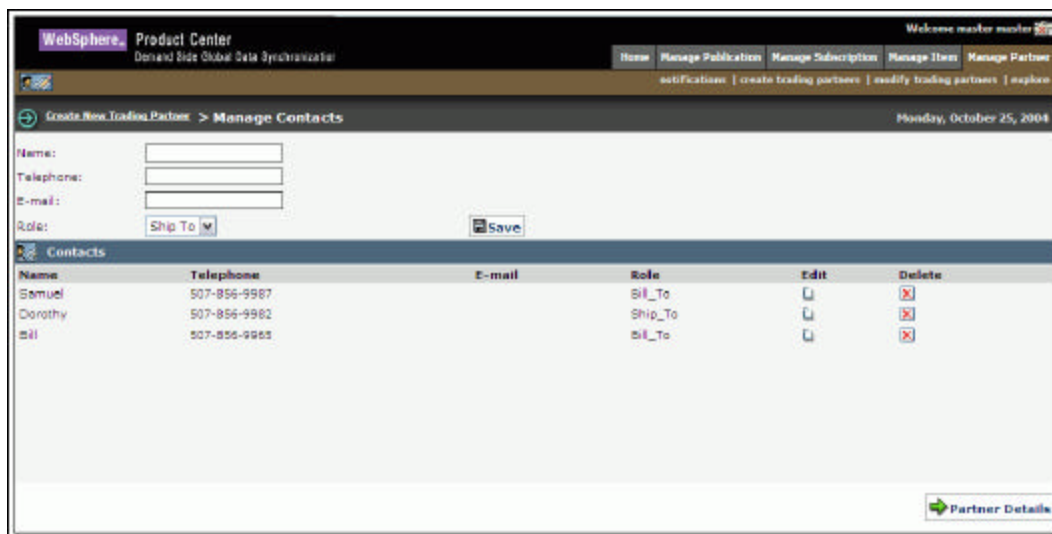 Welcome master master
WebSphere. Product Center
Demand Side Global Data Synchronization
Home Manage Publication Manage Subscription Manage Item Manage Partner
notifications | create trading partners | modify trading partners | explore
Create New Trading Partner > Manage Contacts Monday, October 25, 2004
Name:
Telephone:
E-mail:
Role: Ship To Save
Contacts
Name Telephone E-mail Role Edit Delete
Samuel 507-856-9987 Bill_To
Dorothy 507-856-9982 Ship_To
Bill 507-856-9965 Bill_To
Partner Details